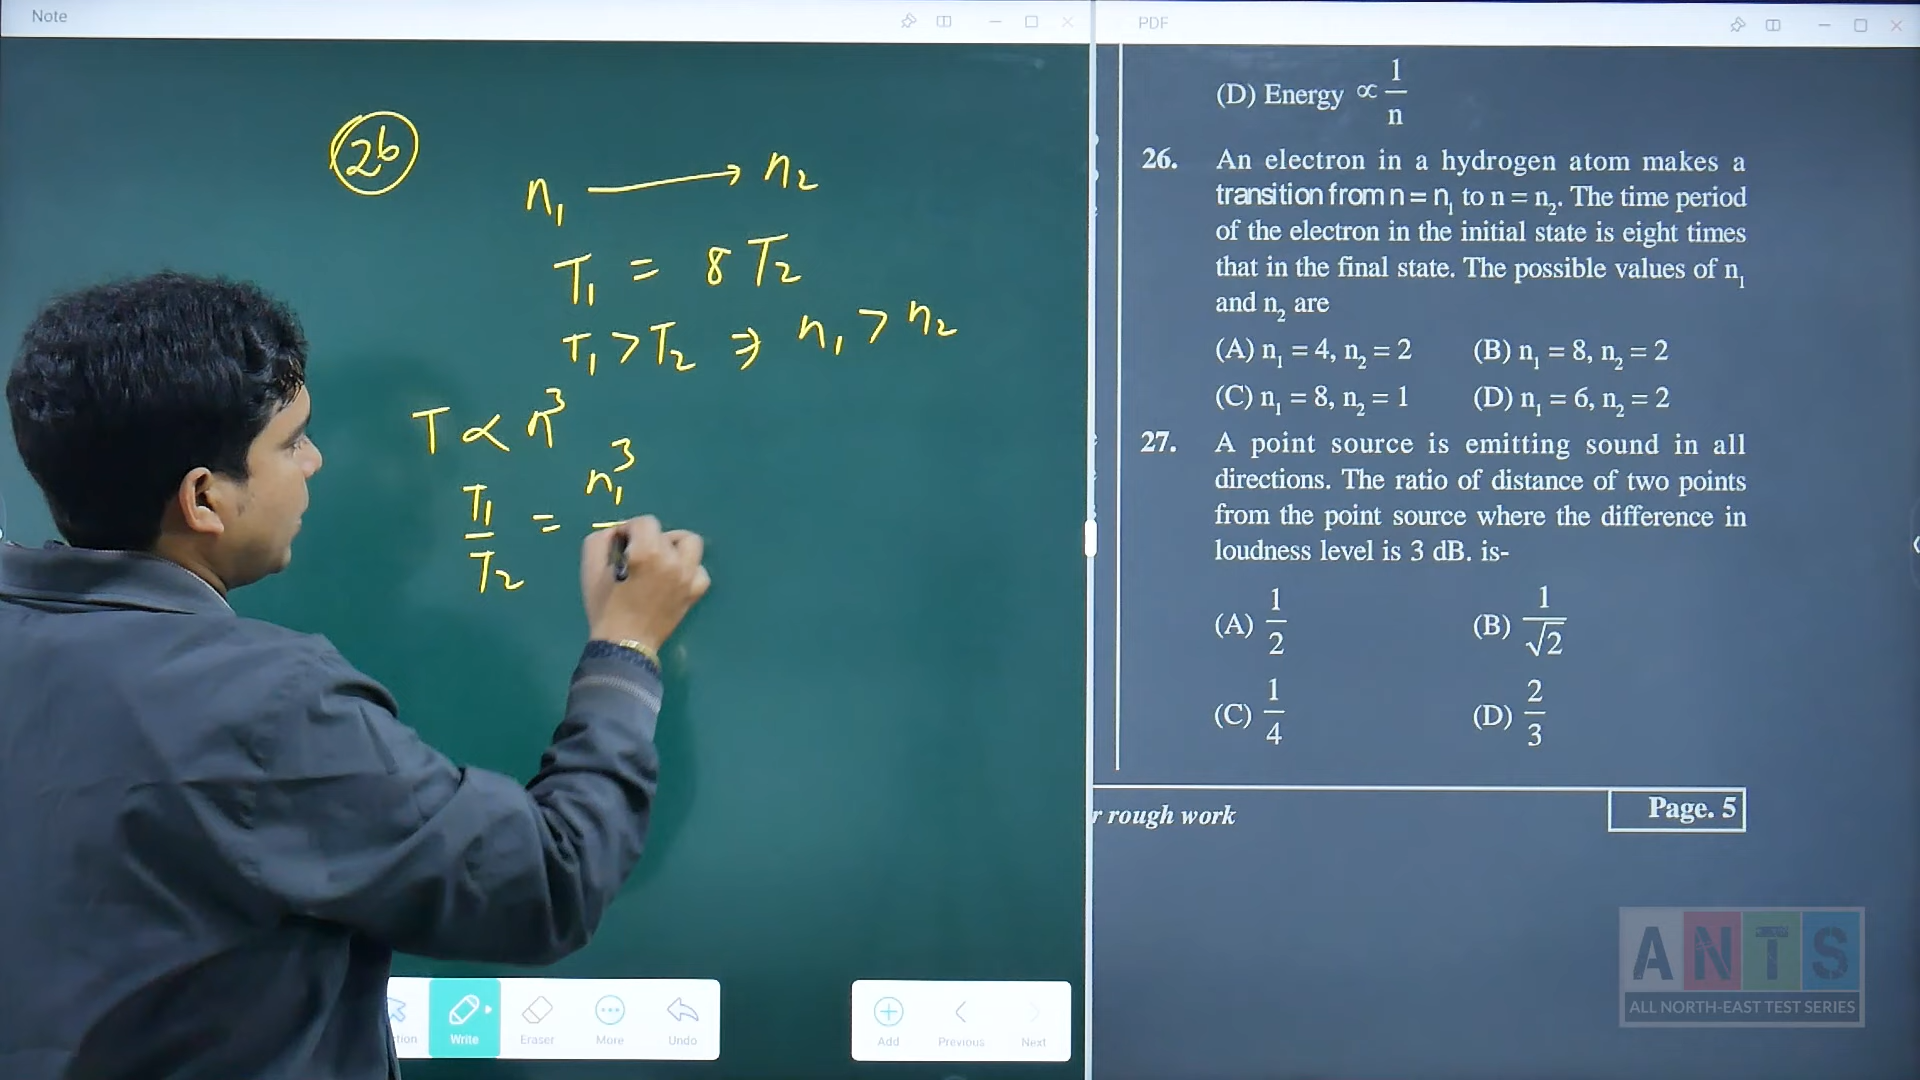 Note
26
n₁ ⟶ n₂
T₁ = 8 T₂
T₁ > T₂ ⇒ n₁ > n₂
T ∝ n³
T₁/T₂ = n₁³
Write
Eraser
More
Undo
Add
Previous
Next
PDF
(D) Energy ∝ 1/n
26. An electron in a hydrogen atom makes a
transition from n = n₁ to n = n₂. The time period
of the electron in the initial state is eight times
that in the final state. The possible values of n₁
and n₂ are
(A) n₁ = 4, n₂ = 2 (B) n₁ = 8, n₂ = 2
(C) n₁ = 8, n₂ = 1 (D) n₁ = 6, n₂ = 2
27. A point source is emitting sound in all
directions. The ratio of distance of two points
from the point source where the difference in
loudness level is 3 dB. is-
(A) 1/2 (B) 1/√2
(C) 1/4 (D) 2/3
rough work
Page. 5
ANTS
ALL NORTH-EAST TEST SERIES